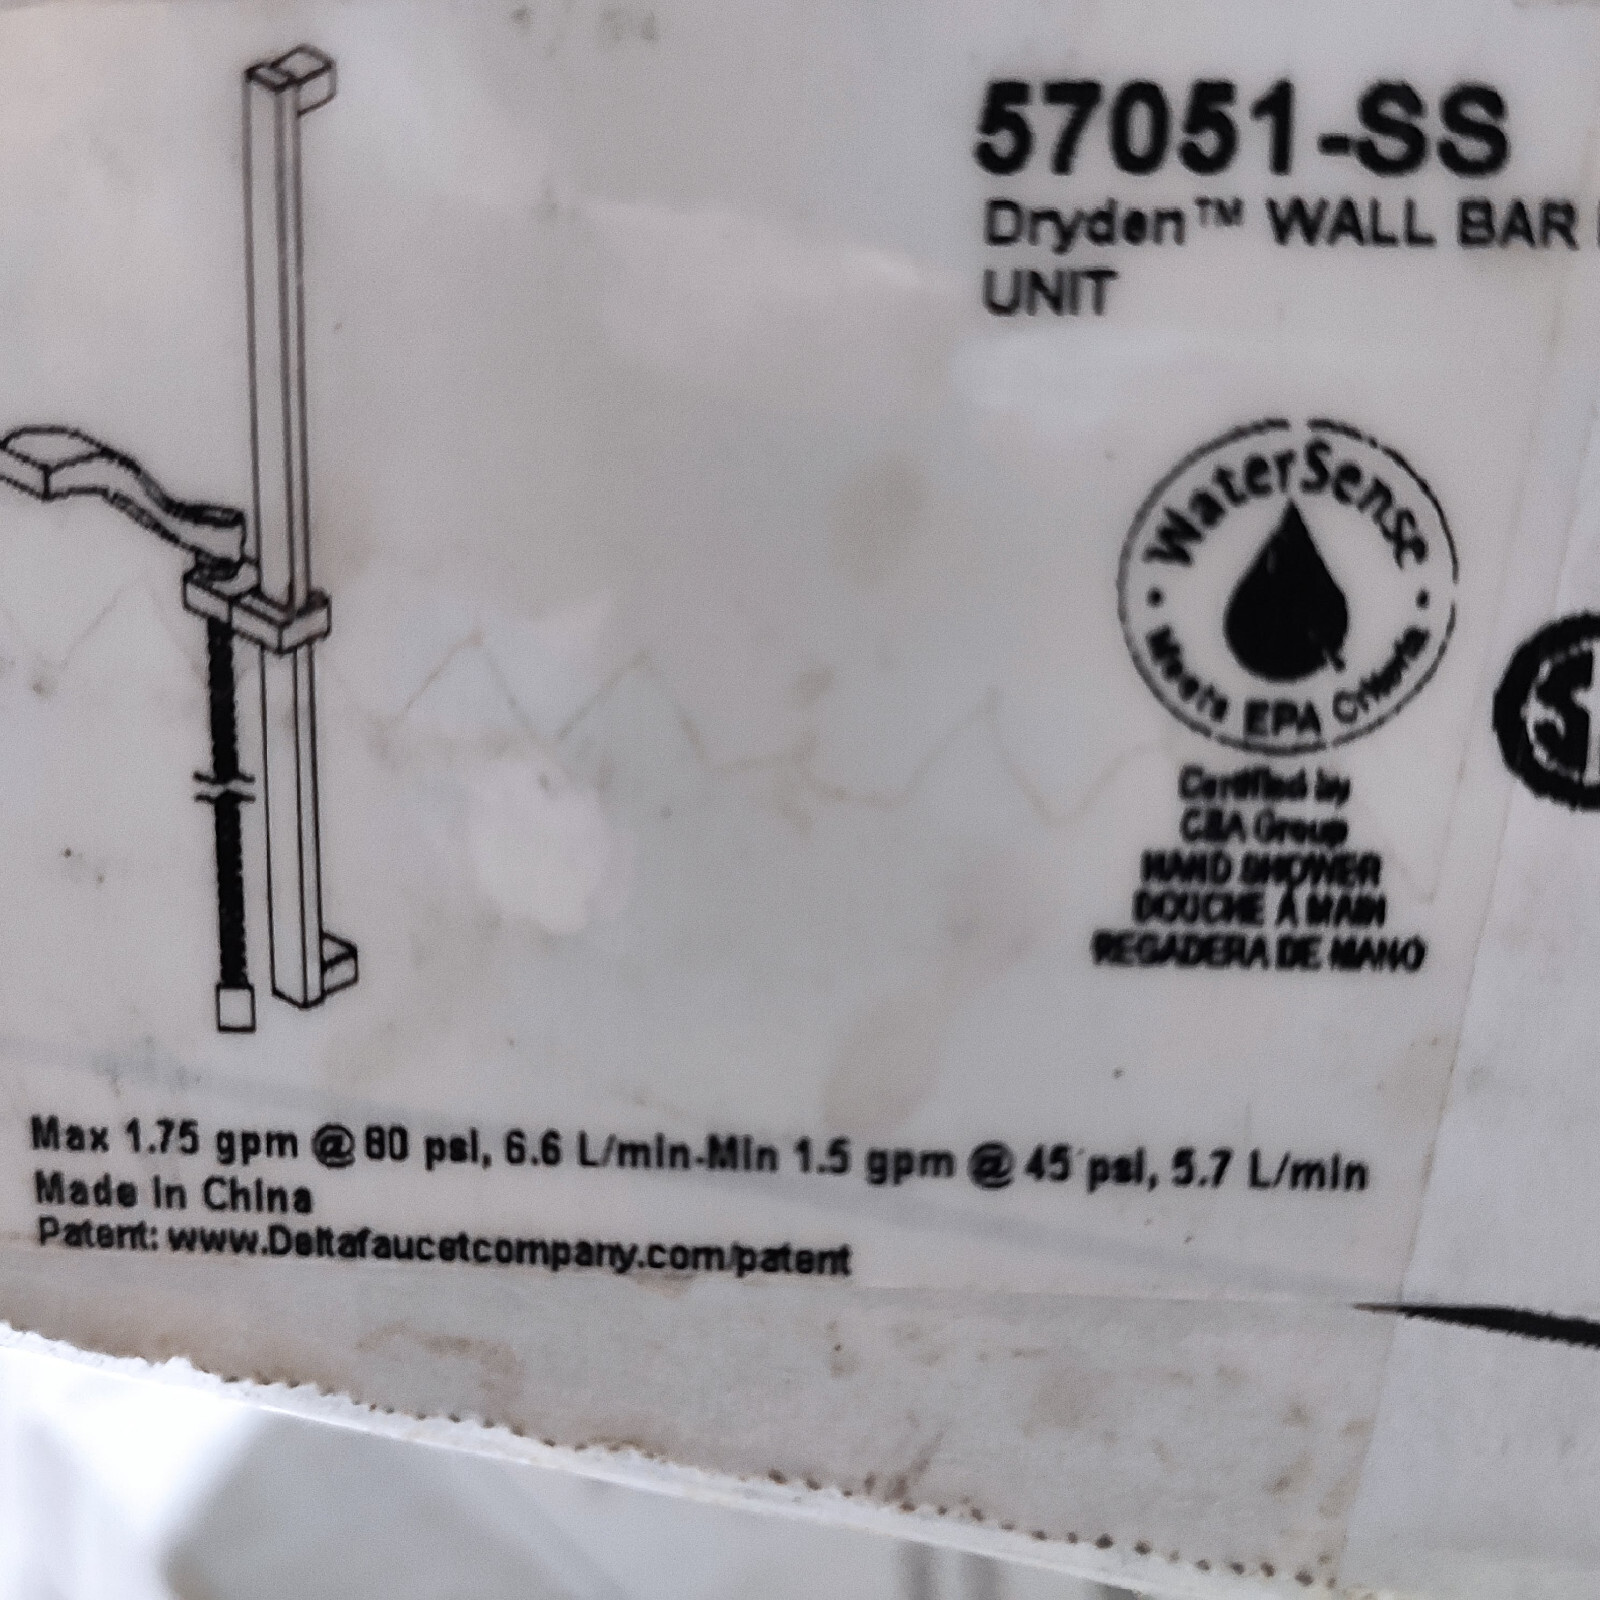 57051-SS
Dryden™ WALL BAR
UNIT
WaterSense
Meets EPA Criteria
Certified by
CSA Group
HAND SHOWER
DOUCHE À MAIN
REGADERA DE MANO
Max 1.75 gpm @ 80 psi, 6.6 L/min-Min 1.5 gpm @ 45 psi, 5.7 L/min
Made in China
Patent: www.Deltafaucetcompany.com/patent